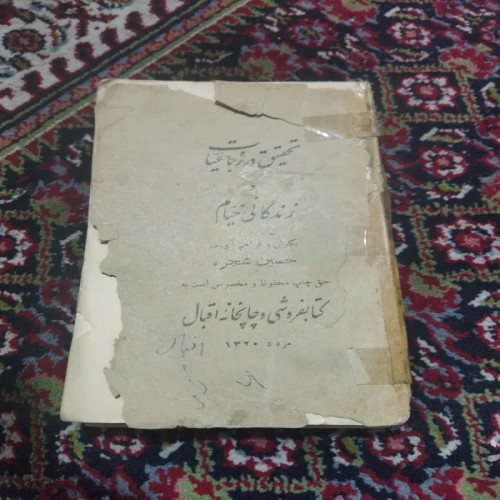 تحقیق در رباعیات
و
زندگانی خیام
نگارش و فراهم آورده
حسین شجره
حق چاپ محفوظ و مخصوص است به
کتابفروشی و چاپخانه اقبال
مرداد ۱۳۲۰
اقبال